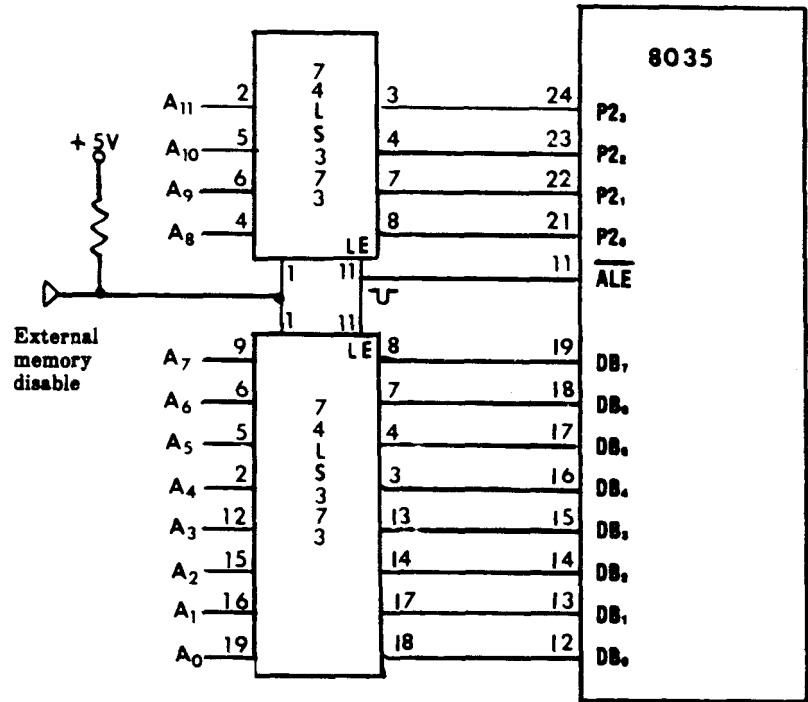 8035
74LS373
A₁₁ 2 3 24 P2₃
+5V
A₁₀ 5 4 23 P2₂
A₉ 6 7 22 P2₁
A₈ 4 8 21 P2₀
LE
1 11 11 ALE
External
memory
disable
1 11
LE
A₇ 9 8 19 DB₇
A₆ 6 7 18 DB₆
74LS373
A₅ 5 4 17 DB₅
A₄ 2 3 16 DB₄
A₃ 12 13 15 DB₃
A₂ 15 14 14 DB₂
A₁ 16 17 13 DB₁
A₀ 19 18 12 DB₀